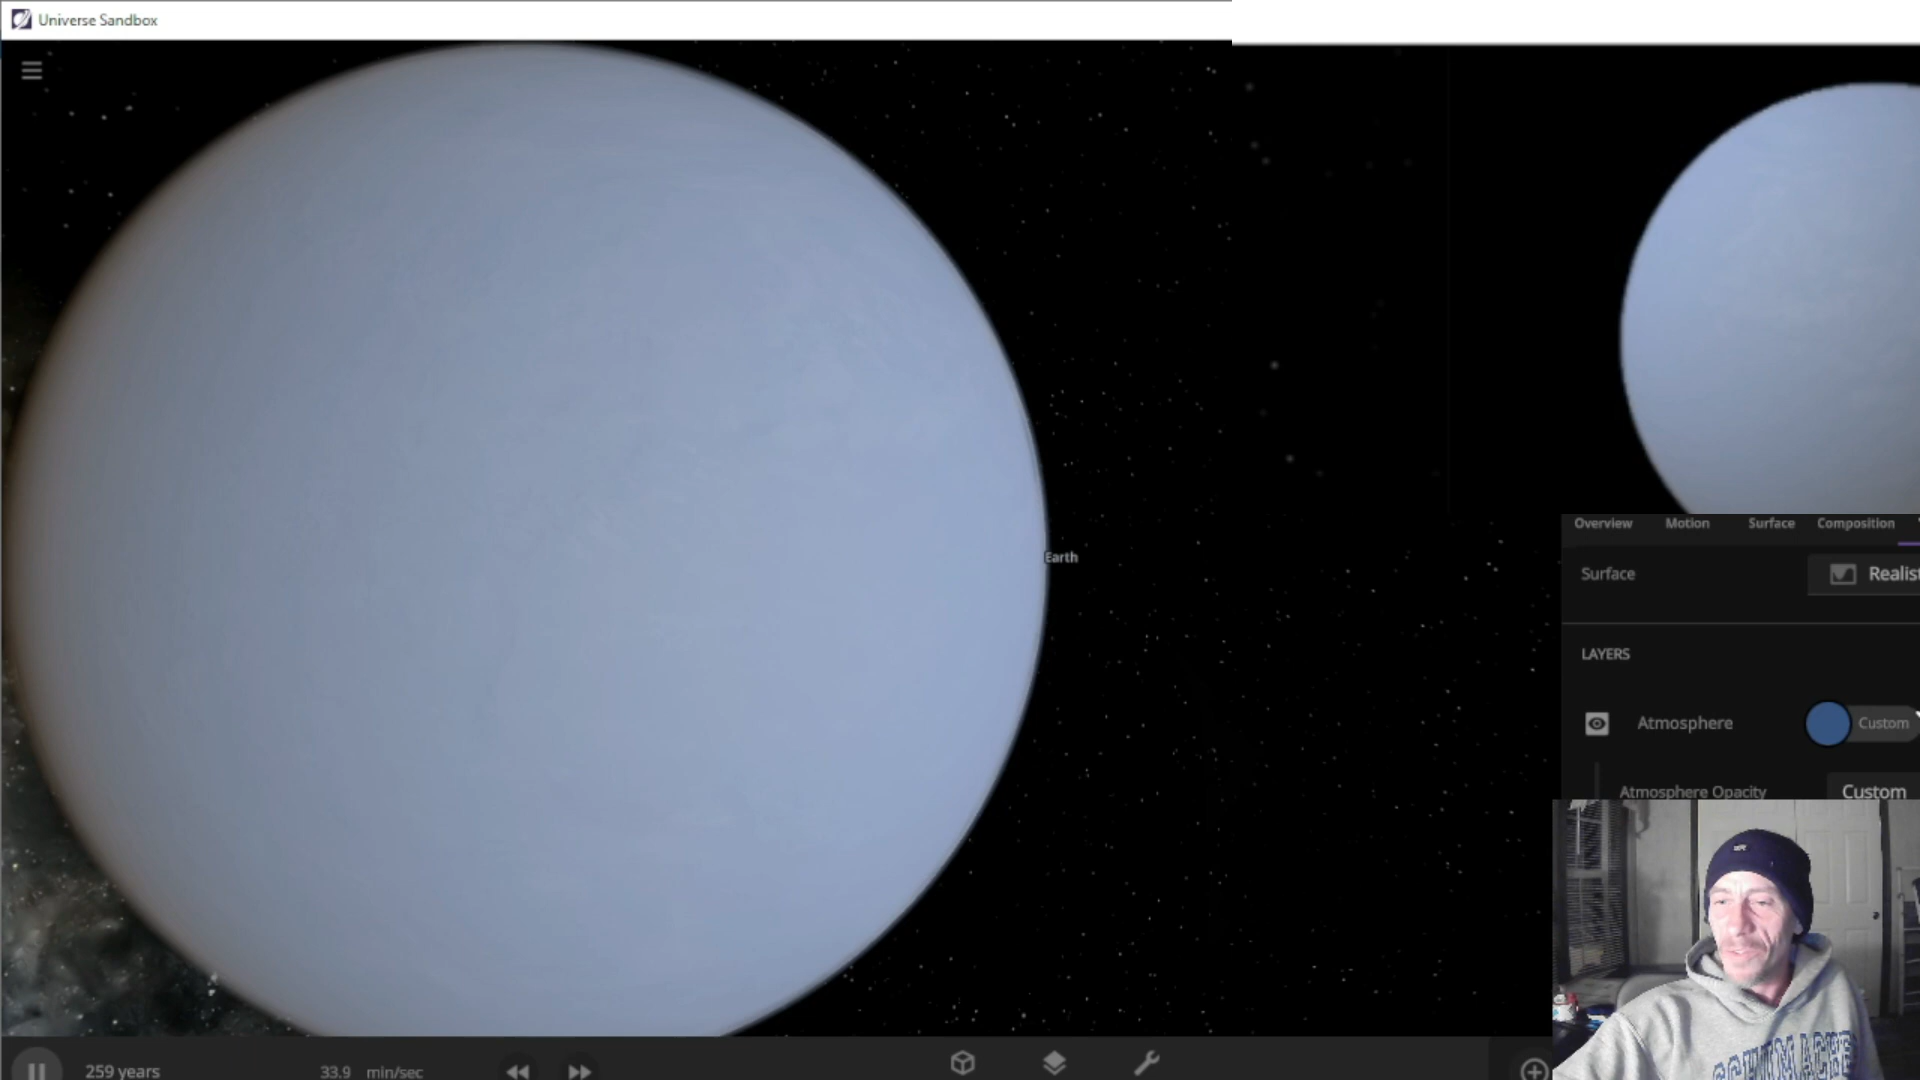 Universe Sandbox
Earth
Overview Motion Surface Composition
Surface Realist
LAYERS
Atmosphere Custom
Atmosphere Opacity Custom
259 years 33.9 min/sec